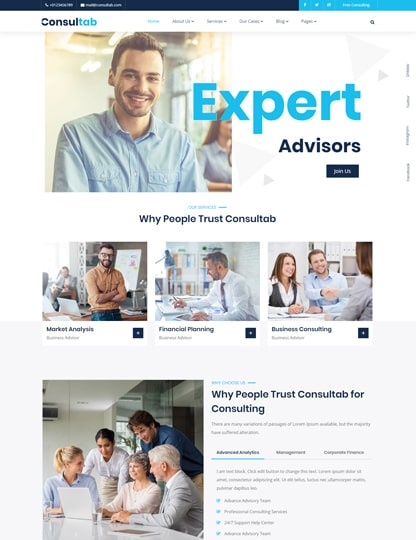 +9123456789 mail@consultab.com
Free Consulting
Consultab
Home About Us Services Our Cases Blog Pages
Linkedin
Twitter
Instagram
Facebook
Expert
Advisors
Join Us
OUR SERVICES
Why People Trust Consultab
Market Analysis
Business Advisor
Financial Planning
Business Advisor
Business Consulting
Business Advisor
WHY CHOOSE US
Why People Trust Consultab for
Consulting
There are many variations of passages of Lorem Ipsum available, but the majority
have suffered alteration.
Advanced Analytics Management Corporate Finance
I am text block. Click edit button to change this text. Lorem ipsum dolor sit
amet, consectetur adipiscing elit. Ut elit tellus, luctus nec ullamcorper mattis,
pulvinar dapibus leo.
Advance Advisory Team
Professional Consulting Services
24/7 Support Help Center
Advance Advisory Team